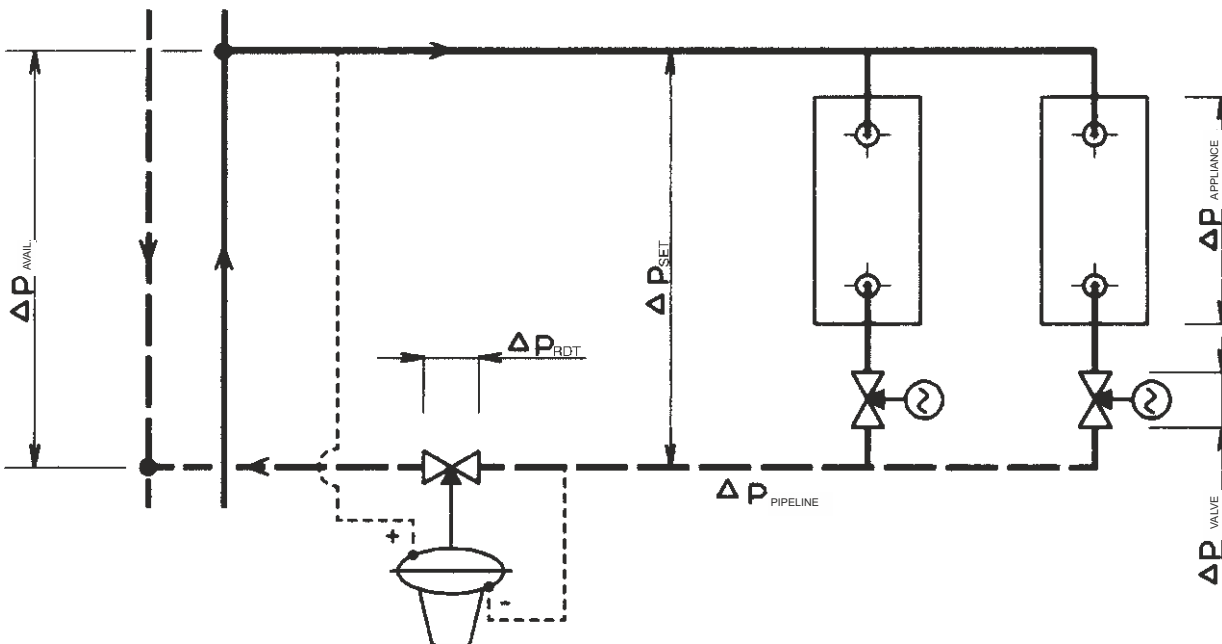 ΔP AVAIL.
ΔP SET
ΔP RDT
ΔP APPLIANCE
ΔP PIPELINE
ΔP VALVE
+
-